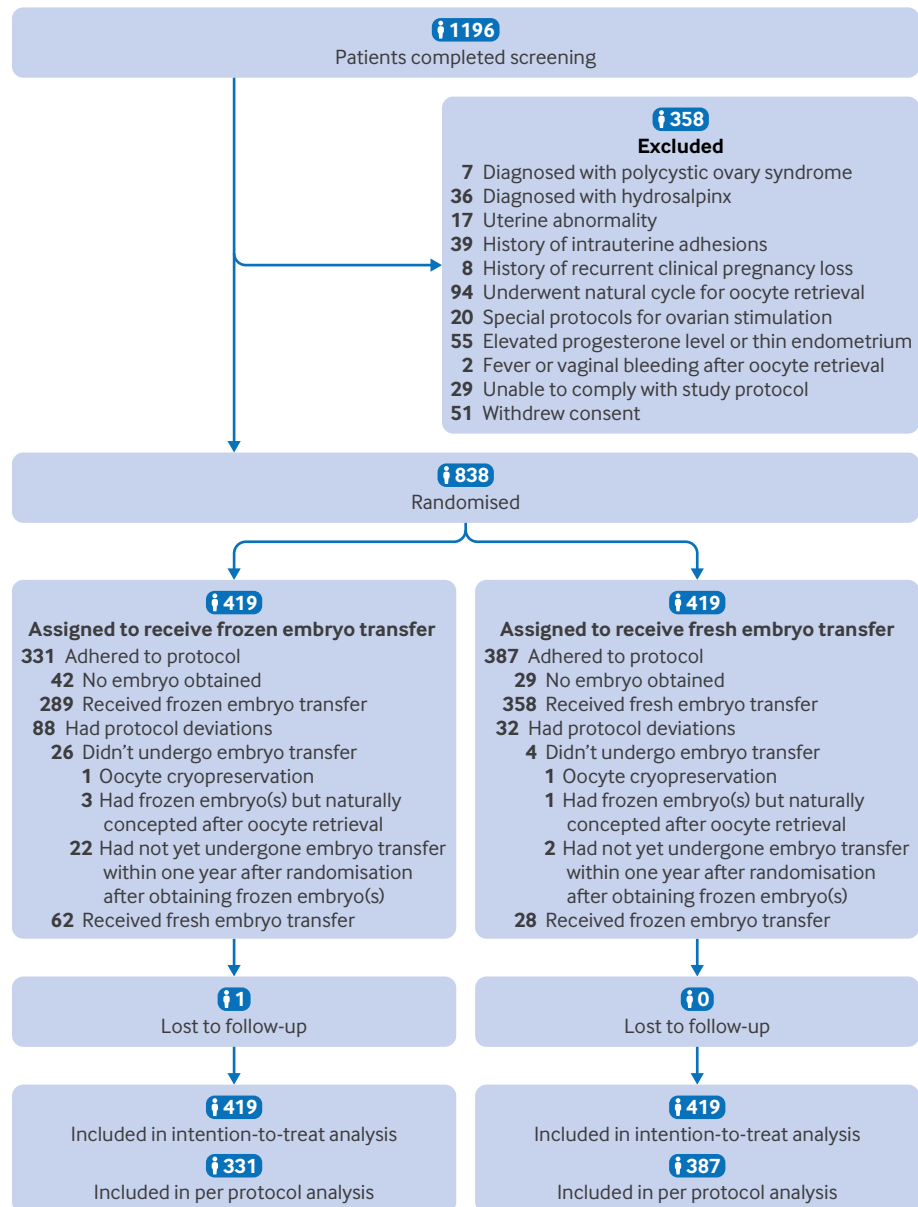 1196
Patients completed screening
358
Excluded
7 Diagnosed with polycystic ovary syndrome
36 Diagnosed with hydrosalpinx
17 Uterine abnormality
39 History of intrauterine adhesions
8 History of recurrent clinical pregnancy loss
94 Underwent natural cycle for oocyte retrieval
20 Special protocols for ovarian stimulation
55 Elevated progesterone level or thin endometrium
2 Fever or vaginal bleeding after oocyte retrieval
29 Unable to comply with study protocol
51 Withdrew consent
838
Randomised
419
Assigned to receive frozen embryo transfer
331 Adhered to protocol
42 No embryo obtained
289 Received frozen embryo transfer
88 Had protocol deviations
26 Didn't undergo embryo transfer
1 Oocyte cryopreservation
3 Had frozen embryo(s) but naturally
concepted after oocyte retrieval
22 Had not yet undergone embryo transfer
within one year after randomisation
after obtaining frozen embryo(s)
62 Received fresh embryo transfer
419
Assigned to receive fresh embryo transfer
387 Adhered to protocol
29 No embryo obtained
358 Received fresh embryo transfer
32 Had protocol deviations
4 Didn't undergo embryo transfer
1 Oocyte cryopreservation
1 Had frozen embryo(s) but naturally
concepted after oocyte retrieval
2 Had not yet undergone embryo transfer
within one year after randomisation
after obtaining frozen embryo(s)
28 Received frozen embryo transfer
1
Lost to follow-up
0
Lost to follow-up
419
Included in intention-to-treat analysis
331
Included in per protocol analysis
419
Included in intention-to-treat analysis
387
Included in per protocol analysis